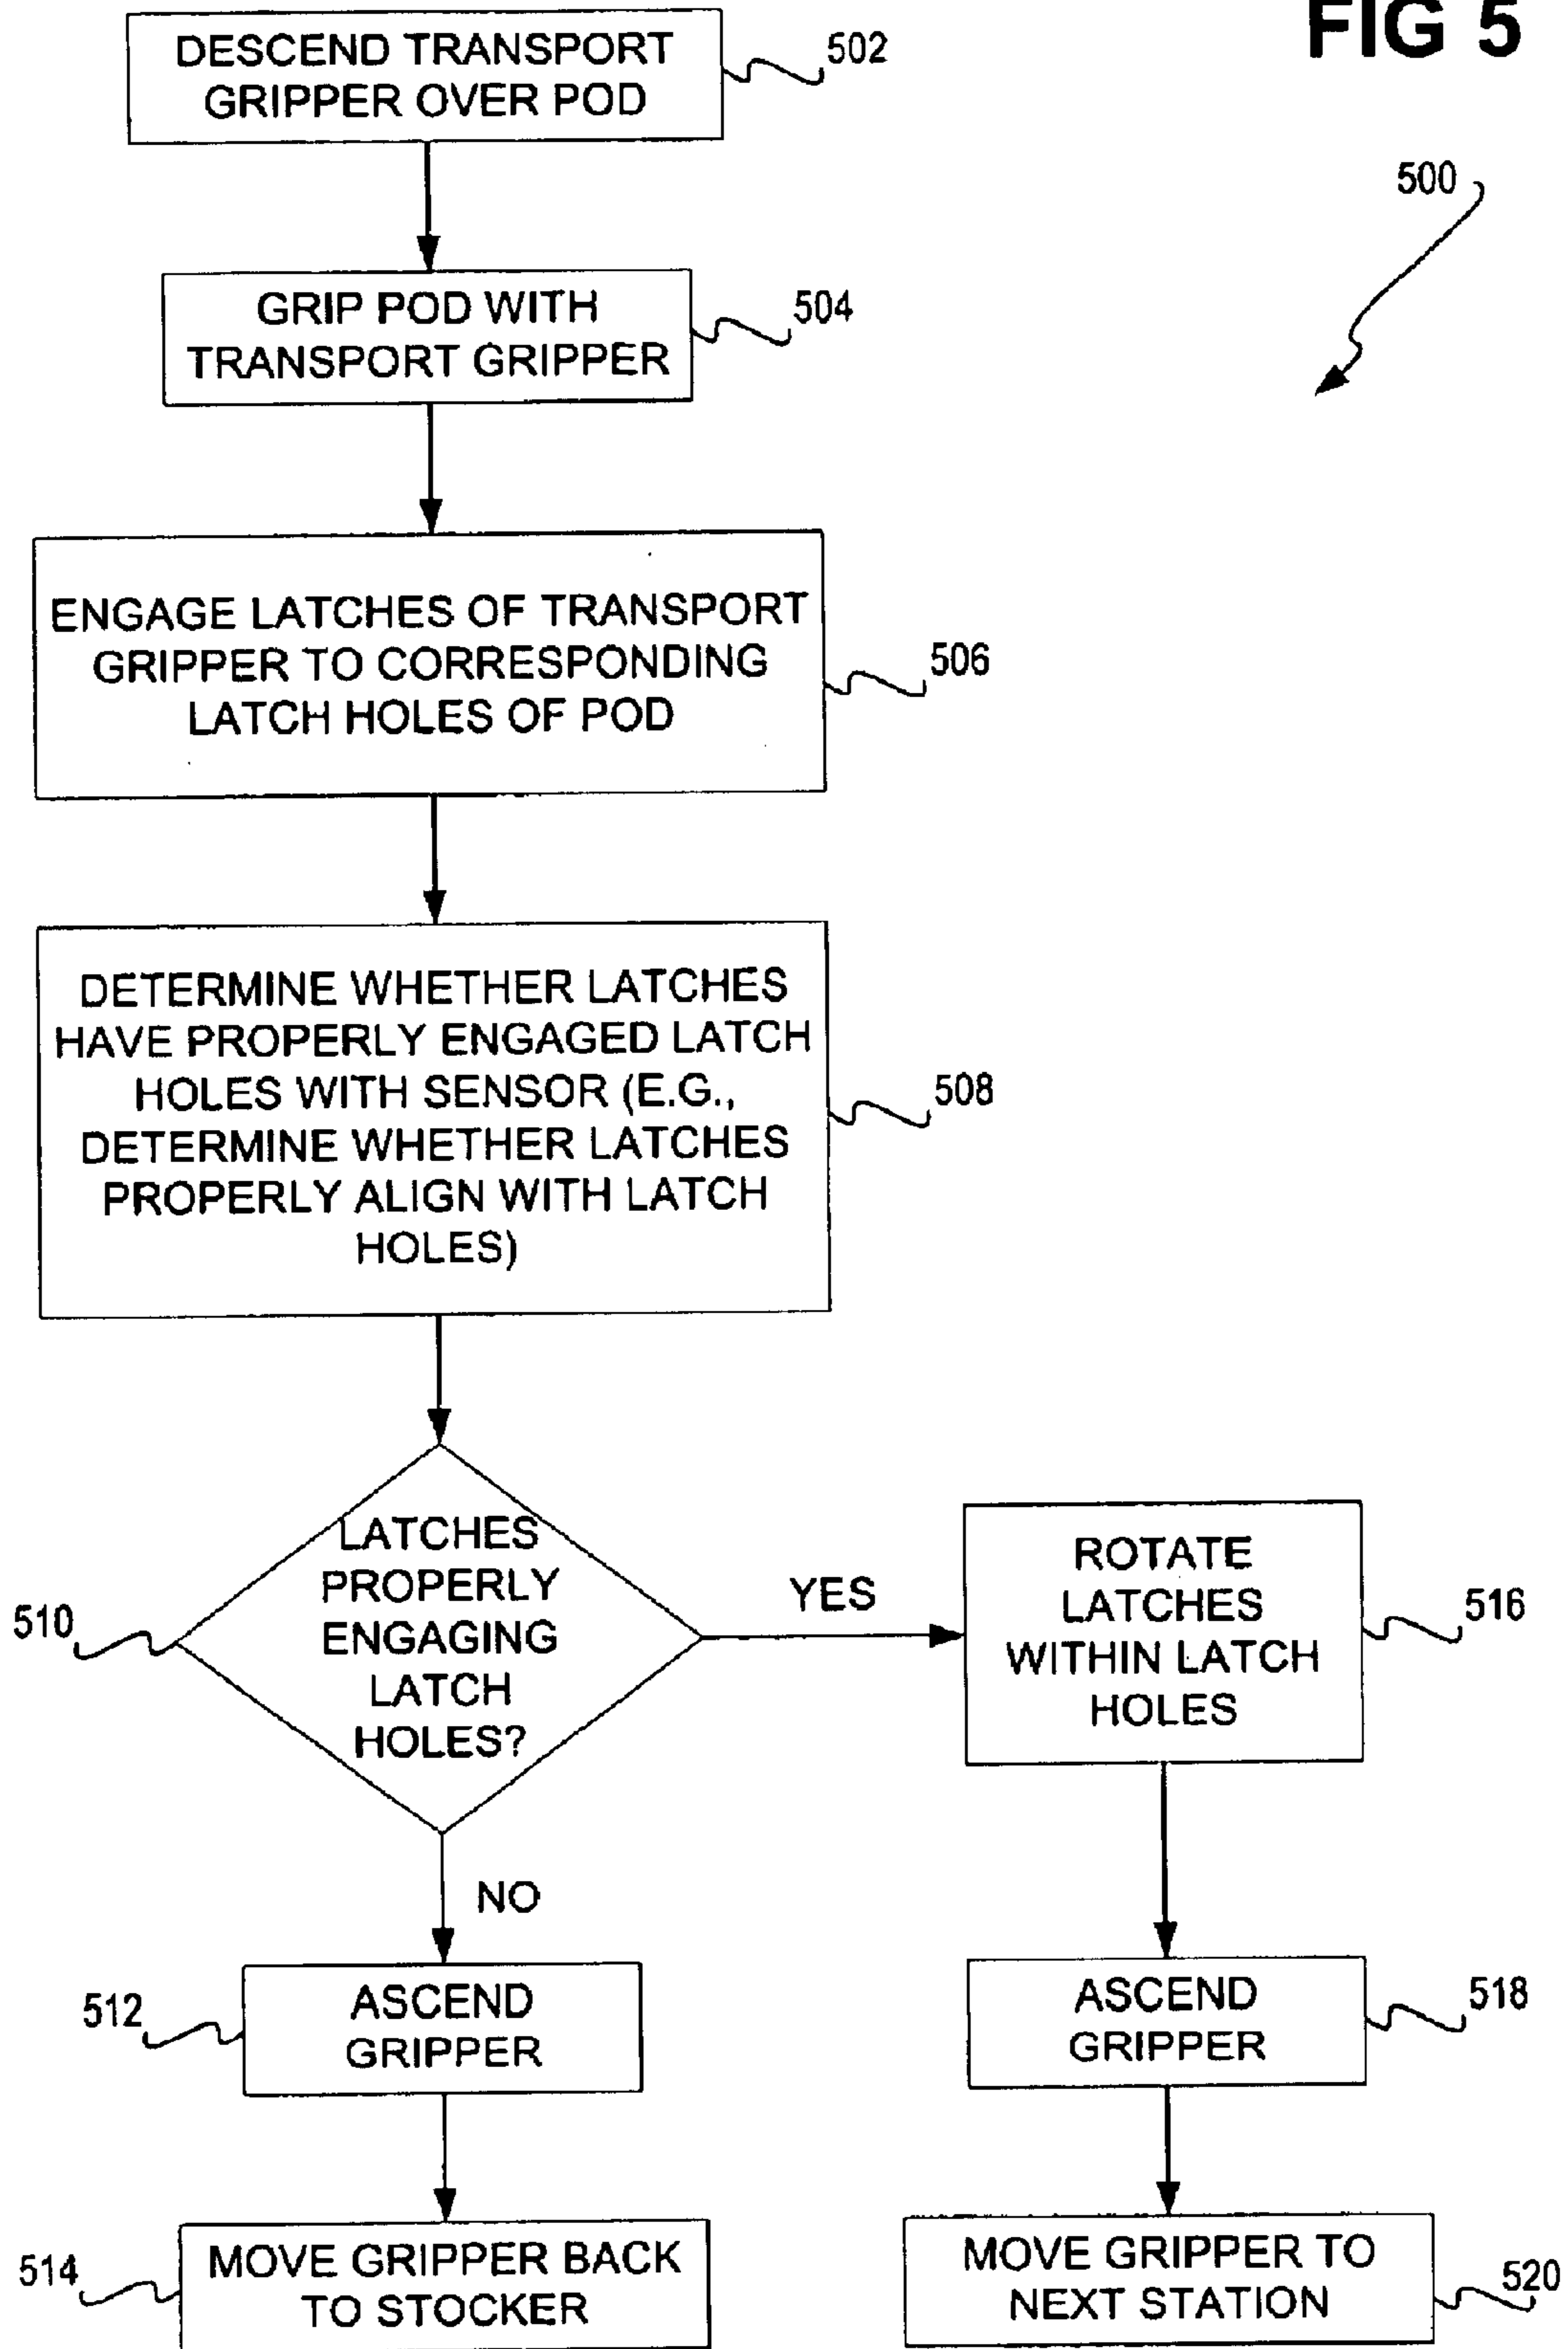 FIG 5
DESCEND TRANSPORT
GRIPPER OVER POD
502
500
GRIP POD WITH
TRANSPORT GRIPPER
504
ENGAGE LATCHES OF TRANSPORT
GRIPPER TO CORRESPONDING
LATCH HOLES OF POD
506
DETERMINE WHETHER LATCHES
HAVE PROPERLY ENGAGED LATCH
HOLES WITH SENSOR (E.G.,
DETERMINE WHETHER LATCHES
PROPERLY ALIGN WITH LATCH
HOLES)
508
LATCHES
PROPERLY
ENGAGING
LATCH
HOLES?
510
YES
ROTATE
LATCHES
WITHIN LATCH
HOLES
516
NO
ASCEND
GRIPPER
512
ASCEND
GRIPPER
518
MOVE GRIPPER BACK
TO STOCKER
514
MOVE GRIPPER TO
NEXT STATION
520